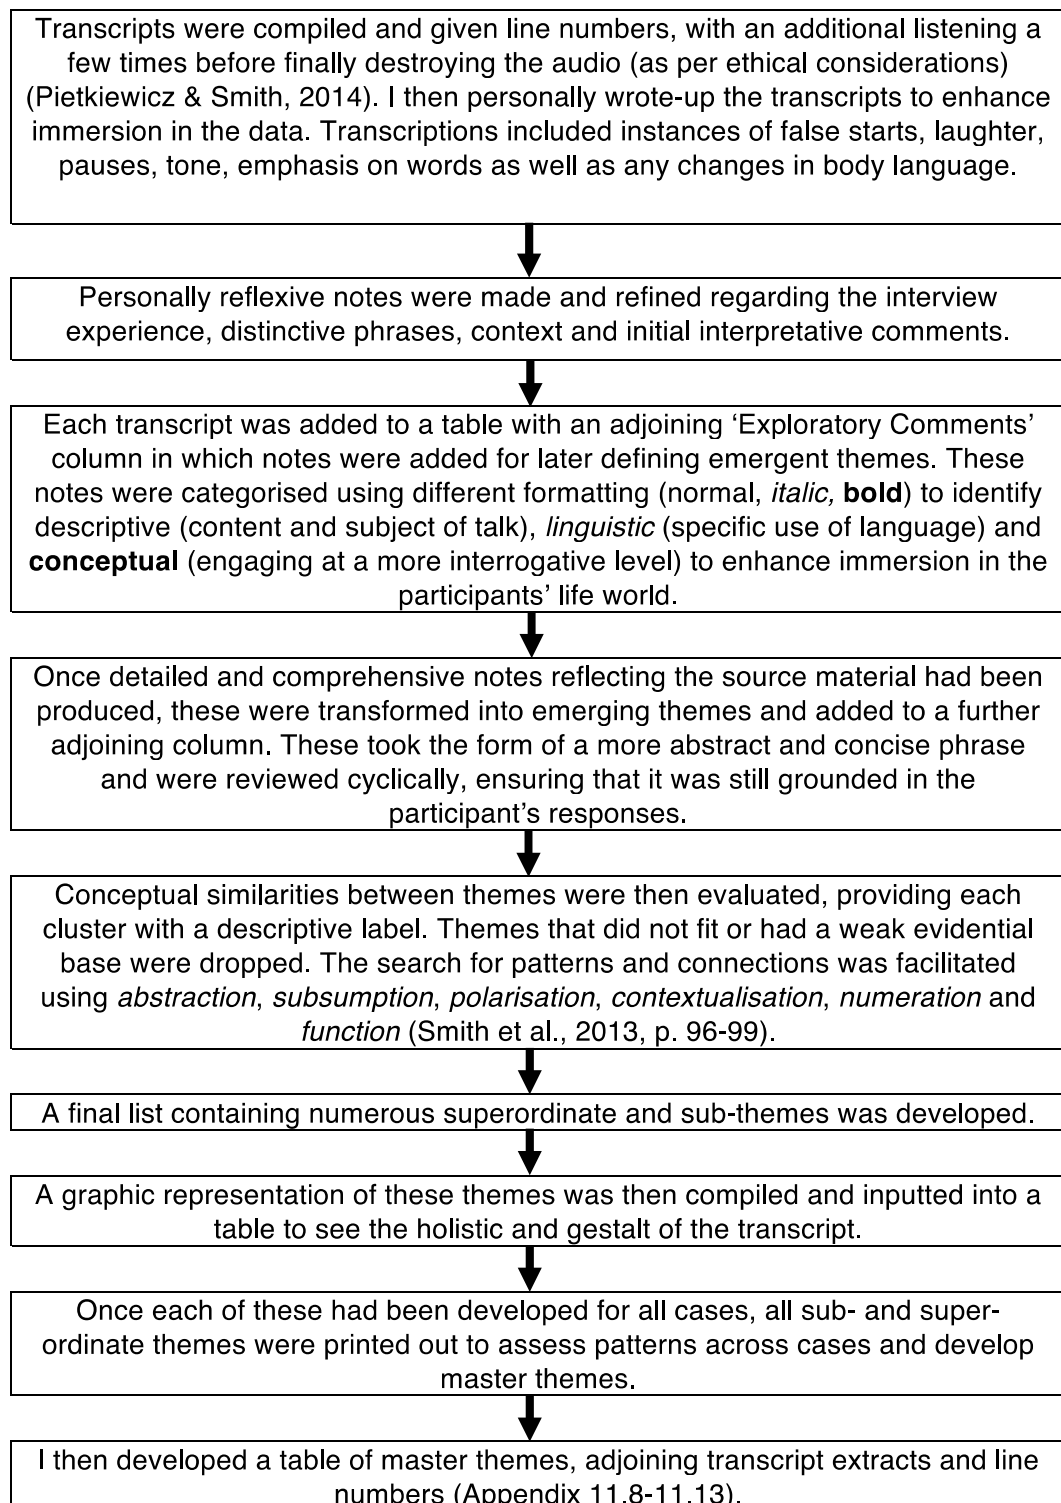 Transcripts were compiled and given line numbers, with an additional listening a
few times before finally destroying the audio (as per ethical considerations)
(Pietkiewicz & Smith, 2014). I then personally wrote-up the transcripts to enhance
immersion in the data. Transcriptions included instances of false starts, laughter,
pauses, tone, emphasis on words as well as any changes in body language.
Personally reflexive notes were made and refined regarding the interview
experience, distinctive phrases, context and initial interpretative comments.
Each transcript was added to a table with an adjoining ‘Exploratory Comments’
column in which notes were added for later defining emergent themes. These
notes were categorised using different formatting (normal, italic, bold) to identify
descriptive (content and subject of talk), linguistic (specific use of language) and
conceptual (engaging at a more interrogative level) to enhance immersion in the
participants’ life world.
Once detailed and comprehensive notes reflecting the source material had been
produced, these were transformed into emerging themes and added to a further
adjoining column. These took the form of a more abstract and concise phrase
and were reviewed cyclically, ensuring that it was still grounded in the
participant’s responses.
Conceptual similarities between themes were then evaluated, providing each
cluster with a descriptive label. Themes that did not fit or had a weak evidential
base were dropped. The search for patterns and connections was facilitated
using abstraction, subsumption, polarisation, contextualisation, numeration and
function (Smith et al., 2013, p. 96-99).
A final list containing numerous superordinate and sub-themes was developed.
A graphic representation of these themes was then compiled and inputted into a
table to see the holistic and gestalt of the transcript.
Once each of these had been developed for all cases, all sub- and super-
ordinate themes were printed out to assess patterns across cases and develop
master themes.
I then developed a table of master themes, adjoining transcript extracts and line
numbers (Appendix 11.8-11.13).